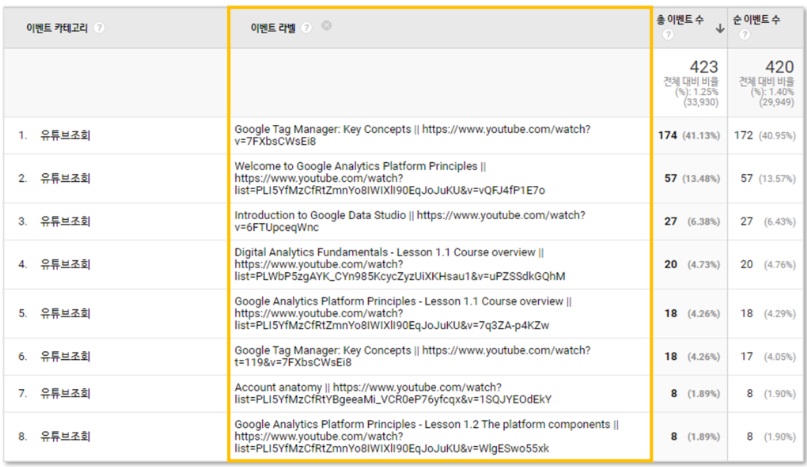 이벤트 카테고리 ? 이벤트 라벨 ? 총 이벤트 수 ? ↓ 순 이벤트 수 ?
423 420
전체 대비 비율 전체 대비 비율
(%): 1.25% (%): 1.40%
(33,930) (29,949)
1. 유튜브조회 Google Tag Manager: Key Concepts || https://www.youtube.com/watch? 174 (41.13%) 172 (40.95%)
v=7FXbsCWsEi8
2. 유튜브조회 Welcome to Google Analytics Platform Principles || 57 (13.48%) 57 (13.57%)
https://www.youtube.com/watch?
list=PLI5YfMzCfRtZmnYo8IWIXlI90EqJoJuKU&v=vQFJ4fP1E7o
3. 유튜브조회 Introduction to Google Data Studio || https://www.youtube.com/watch? 27 (6.38%) 27 (6.43%)
v=6FTUpceqWnc
4. 유튜브조회 Digital Analytics Fundamentals - Lesson 1.1 Course overview || 20 (4.73%) 20 (4.76%)
https://www.youtube.com/watch?
list=PLWbP5zgAYK_CYn985KcycZyzUiXKHsau1&v=uPZSSdkGQhM
5. 유튜브조회 Google Analytics Platform Principles - Lesson 1.1 Course overview || 18 (4.26%) 18 (4.29%)
https://www.youtube.com/watch?
list=PLI5YfMzCfRtZmnYo8IWIXlI90EqJoJuKU&v=7q3ZA-p4KZw
6. 유튜브조회 Google Tag Manager: Key Concepts || https://www.youtube.com/watch? 18 (4.26%) 17 (4.05%)
t=119&v=7FXbsCWsEi8
7. 유튜브조회 Account anatomy || https://www.youtube.com/watch? 8 (1.89%) 8 (1.90%)
list=PLI5YfMzCfRtYBgeeaMi_VCR0eP76yfcqx&v=1SQJYEOdEkY
8. 유튜브조회 Google Analytics Platform Principles - Lesson 1.2 The platform components || 8 (1.89%) 8 (1.90%)
https://www.youtube.com/watch?
list=PLI5YfMzCfRtZmnYo8IWIXlI90EqJoJuKU&v=WlgESwo55xk